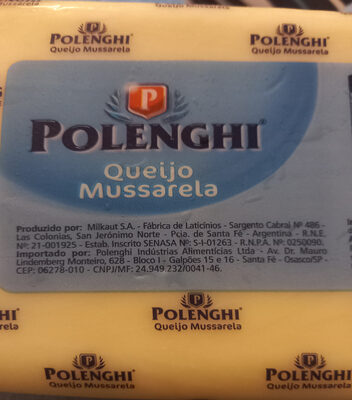 POLENGHI
Queijo Mussarela
POLENGHI
Queijo Mussarela
POLENGHI
Queijo Mussarela
P
POLENGHI
Queijo
Mussarela
Produzido por: Milkaut S.A. - Fábrica de Laticínios - Sargento Cabral Nº 486 -
Las Colonias, San Jerónimo Norte - Pcia. de Santa Fé - Argentina - R.N.E.
Nº: 21-001925 - Estab. Inscrito SENASA Nº: S-I-01263 - R.N.P.A. Nº: 0250090.
Importado por: Polenghi Indústrias Alimentícias Ltda - Av. Dr. Mauro
Lindemberg Monteiro, 628 - Bloco I - Galpões 15 e 16 - Santa Fé - Osasco/SP -
CEP: 06278-010 - CNPJ/MF: 24.949.232/0041-46.
POLENGHI
Queijo Mussarela
POLENGHI
Queijo Mussarela
POLENGHI
Queijo Mussarela